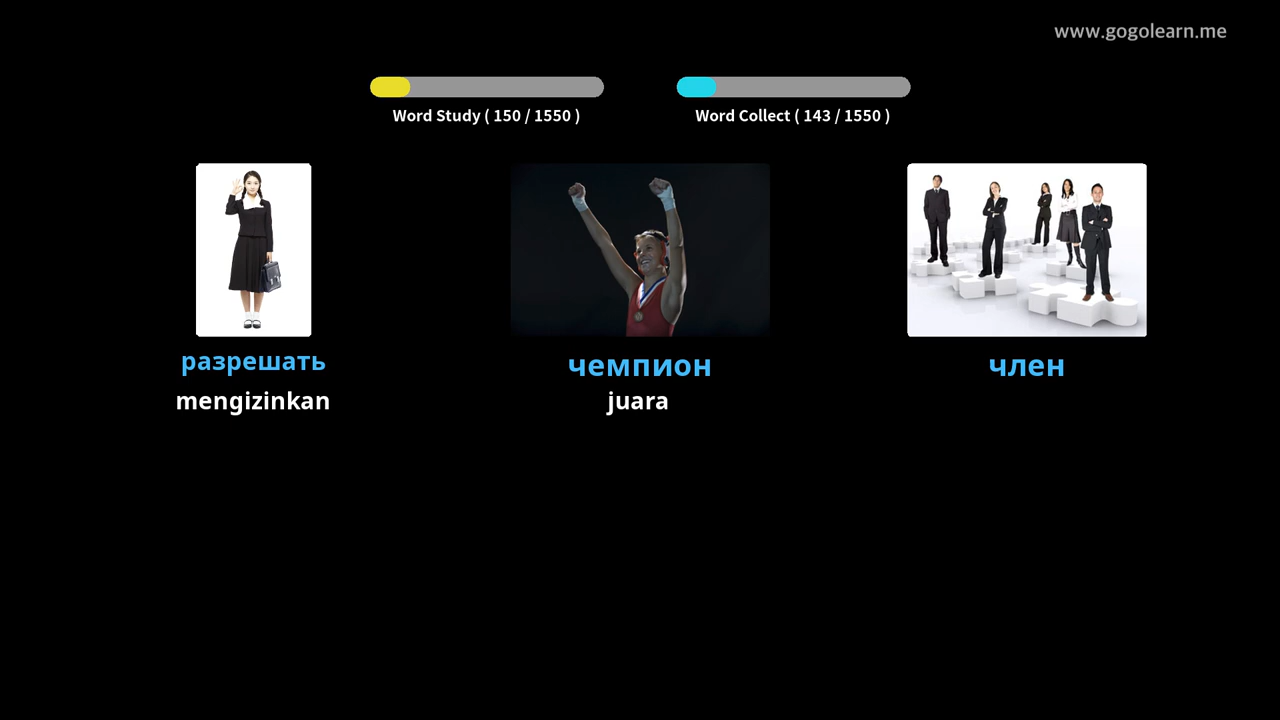 www.gogolearn.me
Word Study ( 150 / 1550 )
Word Collect ( 143 / 1550 )
разрешать
mengizinkan
чемпион
juara
член